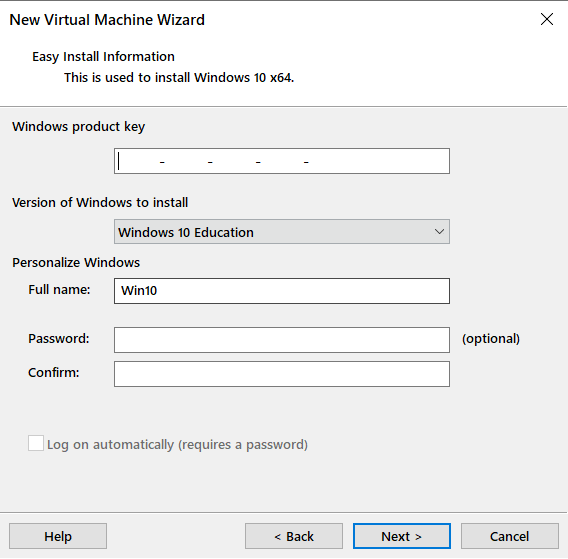 New Virtual Machine Wizard
Easy Install Information
This is used to install Windows 10 x64.
Windows product key
- - - -
Version of Windows to install
Windows 10 Education
Personalize Windows
Full name: Win10
Password: (optional)
Confirm:
Log on automatically (requires a password)
Help < Back Next > Cancel